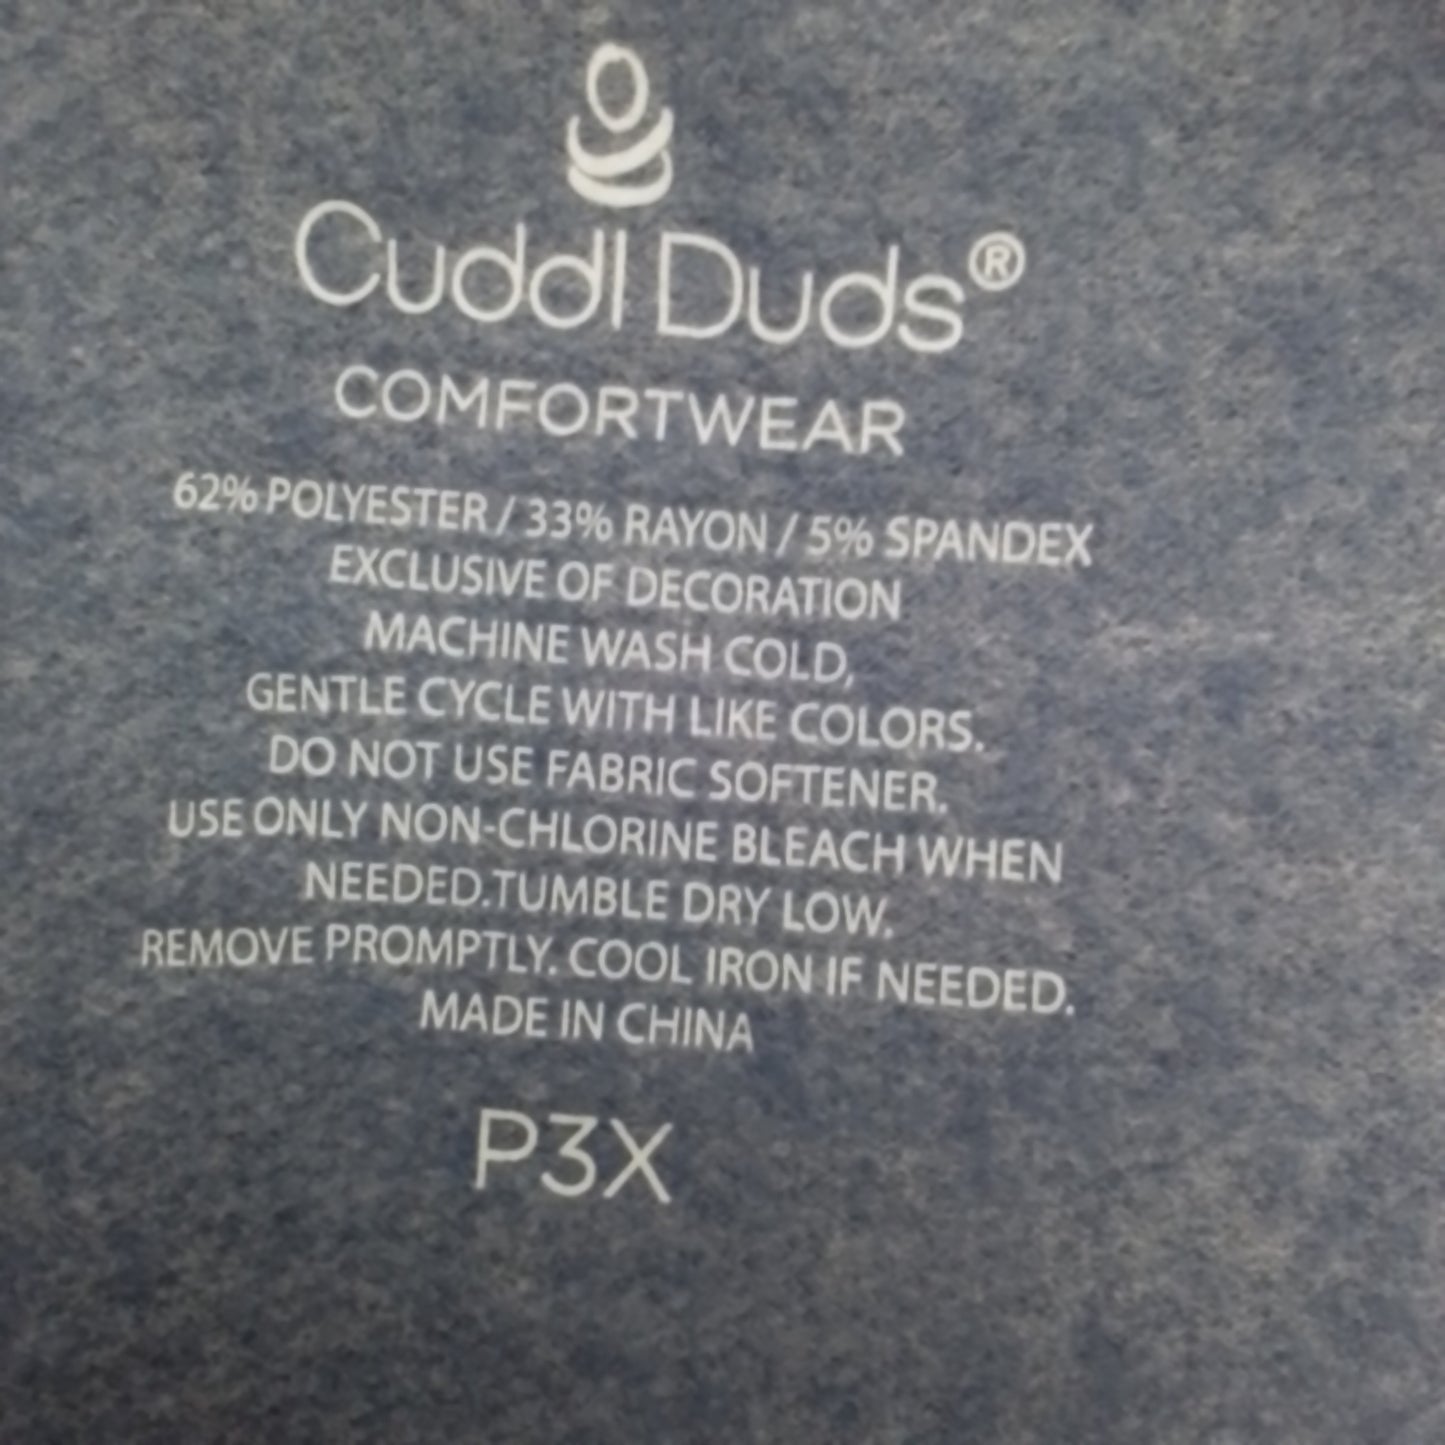 Cuddl Duds®
COMFORTWEAR
62% POLYESTER / 33% RAYON / 5% SPANDEX
EXCLUSIVE OF DECORATION
MACHINE WASH COLD,
GENTLE CYCLE WITH LIKE COLORS.
DO NOT USE FABRIC SOFTENER.
USE ONLY NON-CHLORINE BLEACH WHEN
NEEDED.TUMBLE DRY LOW.
REMOVE PROMPTLY. COOL IRON IF NEEDED.
MADE IN CHINA
P3X